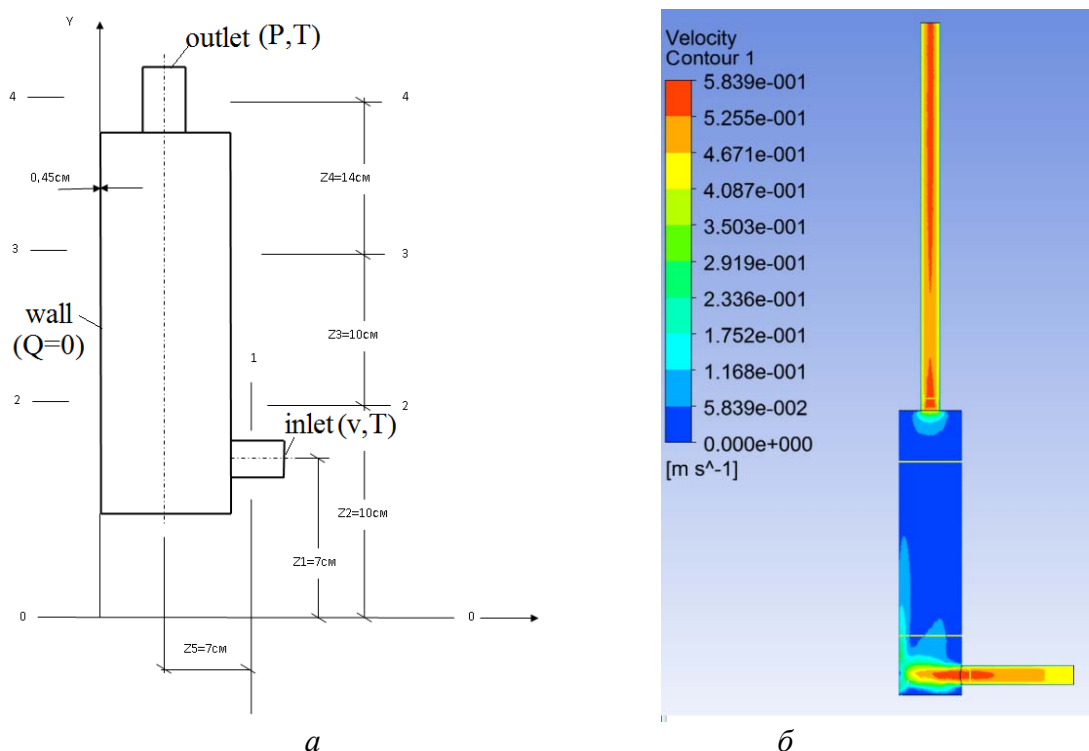 Y
outlet (P,T)
4
4
0,45см
Z4=14см
3
3
wall
(Q=0)
Z3=10см
1
2
2
inlet (v,T)
Z2=10см
Z1=7см
0
0
Z5=7см
а
Velocity
Contour 1
5.839e-001
5.255e-001
4.671e-001
4.087e-001
3.503e-001
2.919e-001
2.336e-001
1.752e-001
1.168e-001
5.839e-002
0.000e+000
[m s^-1]
б